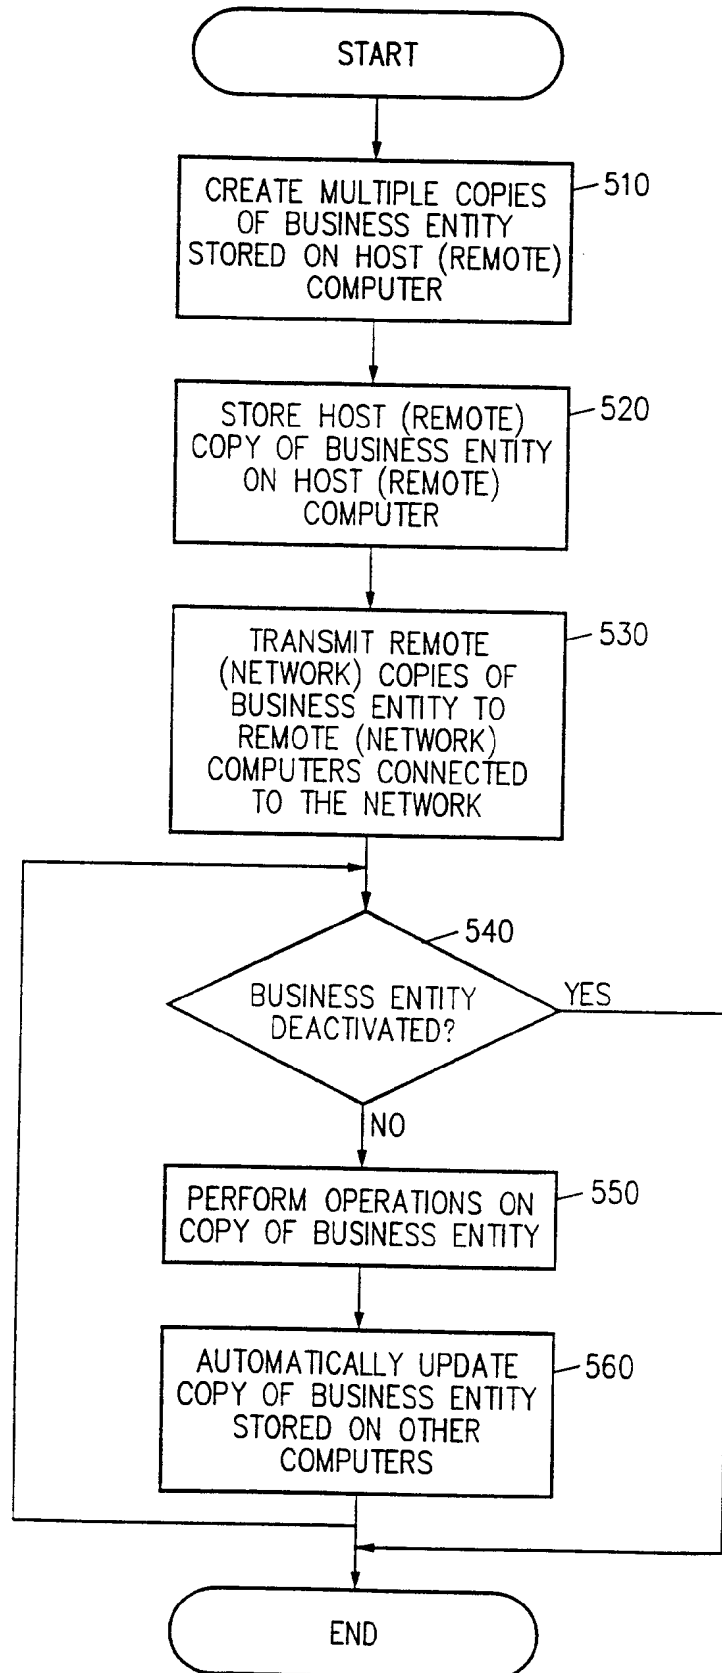 START
CREATE MULTIPLE COPIES
OF BUSINESS ENTITY
STORED ON HOST (REMOTE)
COMPUTER
510
STORE HOST (REMOTE)
COPY OF BUSINESS ENTITY
ON HOST (REMOTE)
COMPUTER
520
TRANSMIT REMOTE
(NETWORK) COPIES OF
BUSINESS ENTITY TO
REMOTE (NETWORK)
COMPUTERS CONNECTED
TO THE NETWORK
530
540
BUSINESS ENTITY
DEACTIVATED?
YES
NO
PERFORM OPERATIONS ON
COPY OF BUSINESS ENTITY
550
AUTOMATICALLY UPDATE
COPY OF BUSINESS ENTITY
STORED ON OTHER
COMPUTERS
560
END